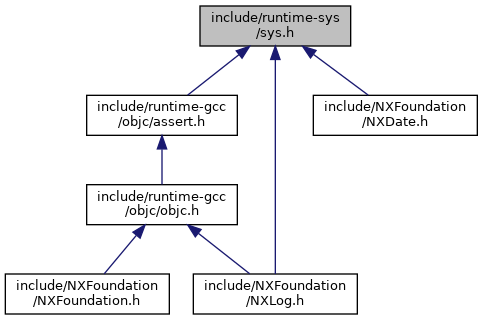 include/runtime-sys
/sys.h
include/runtime-gcc
/objc/assert.h
include/NXFoundation
/NXDate.h
include/runtime-gcc
/objc/objc.h
include/NXFoundation
/NXFoundation.h
include/NXFoundation
/NXLog.h